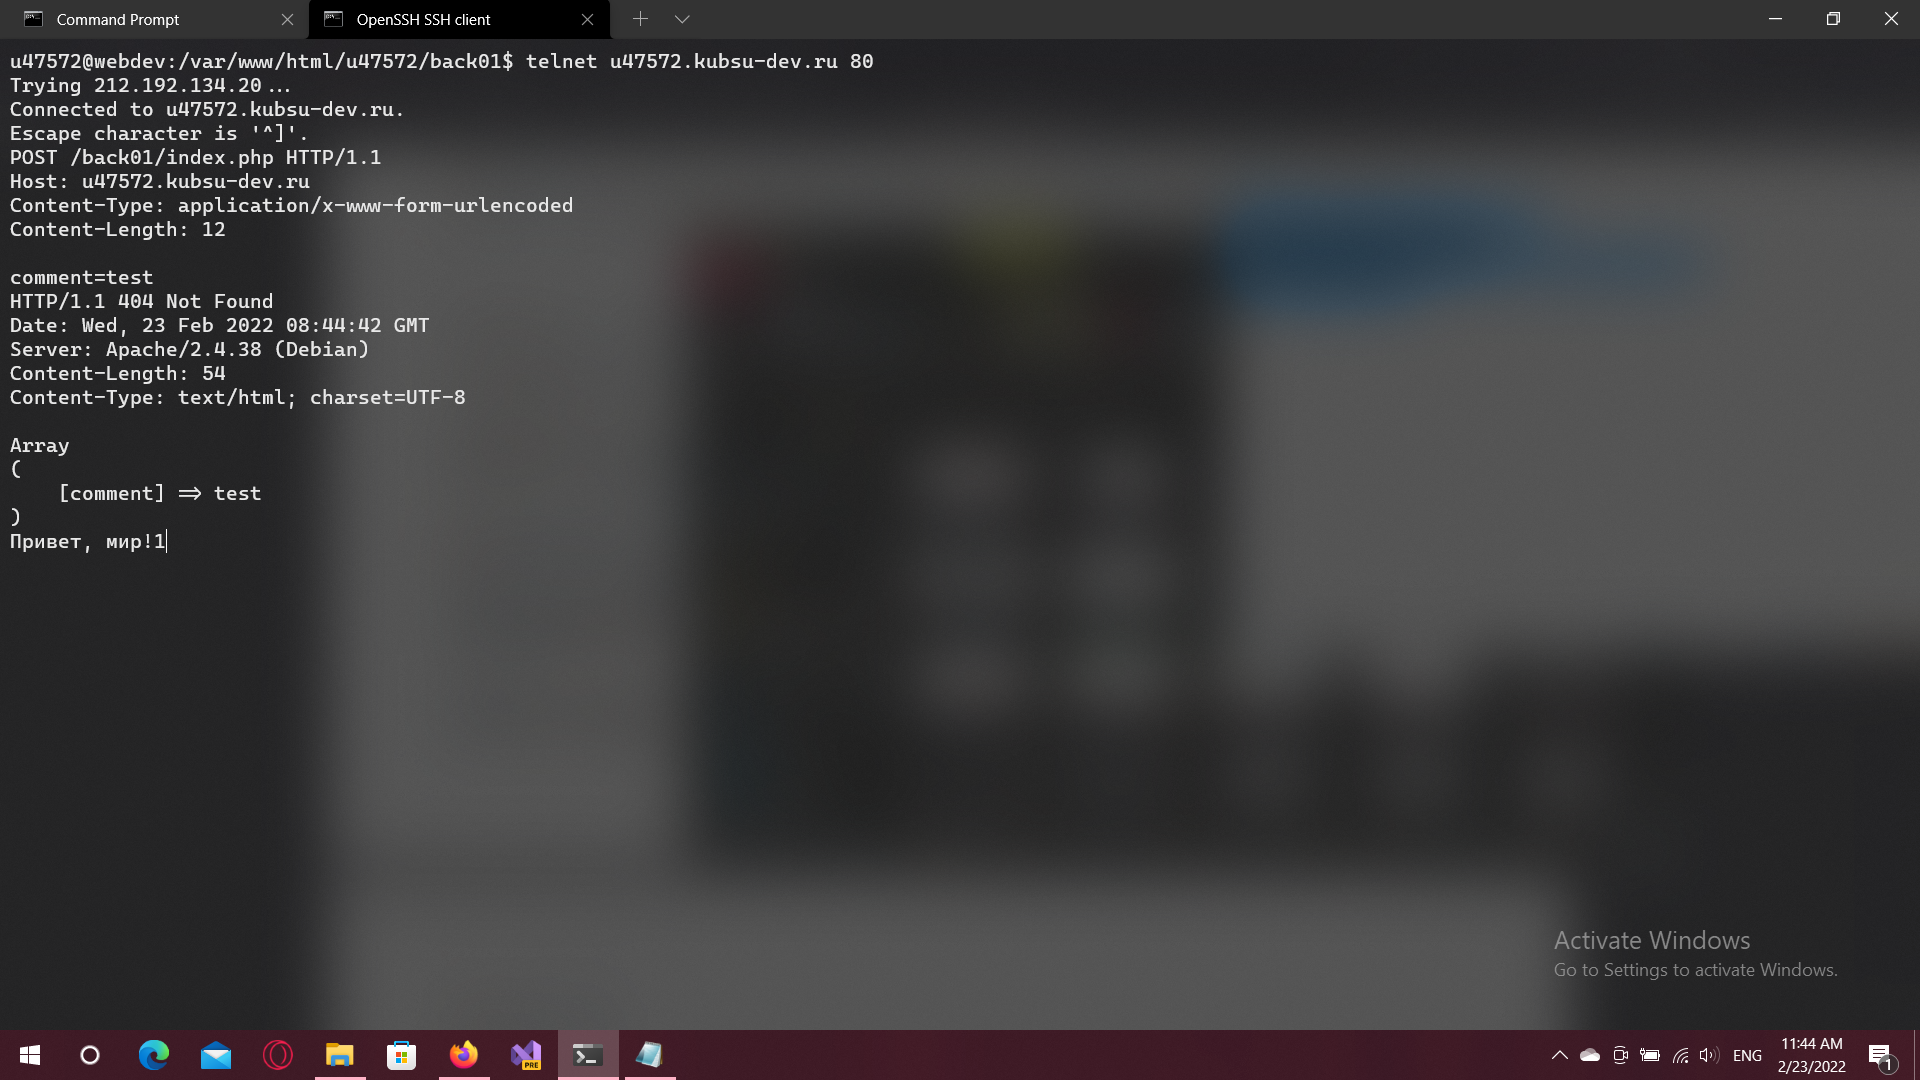 Command Prompt
OpenSSH SSH client
u47572@webdev:/var/www/html/u47572/back01$ telnet u47572.kubsu-dev.ru 80
Trying 212.192.134.20...
Connected to u47572.kubsu-dev.ru.
Escape character is '^]'.
POST /back01/index.php HTTP/1.1
Host: u47572.kubsu-dev.ru
Content-Type: application/x-www-form-urlencoded
Content-Length: 12

comment=test
HTTP/1.1 404 Not Found
Date: Wed, 23 Feb 2022 08:44:42 GMT
Server: Apache/2.4.38 (Debian)
Content-Length: 54
Content-Type: text/html; charset=UTF-8

Array
(
    [comment] => test
)
Привет, мир!1
Activate Windows
Go to Settings to activate Windows.
PRE
ENG
11:44 AM
2/23/2022
1